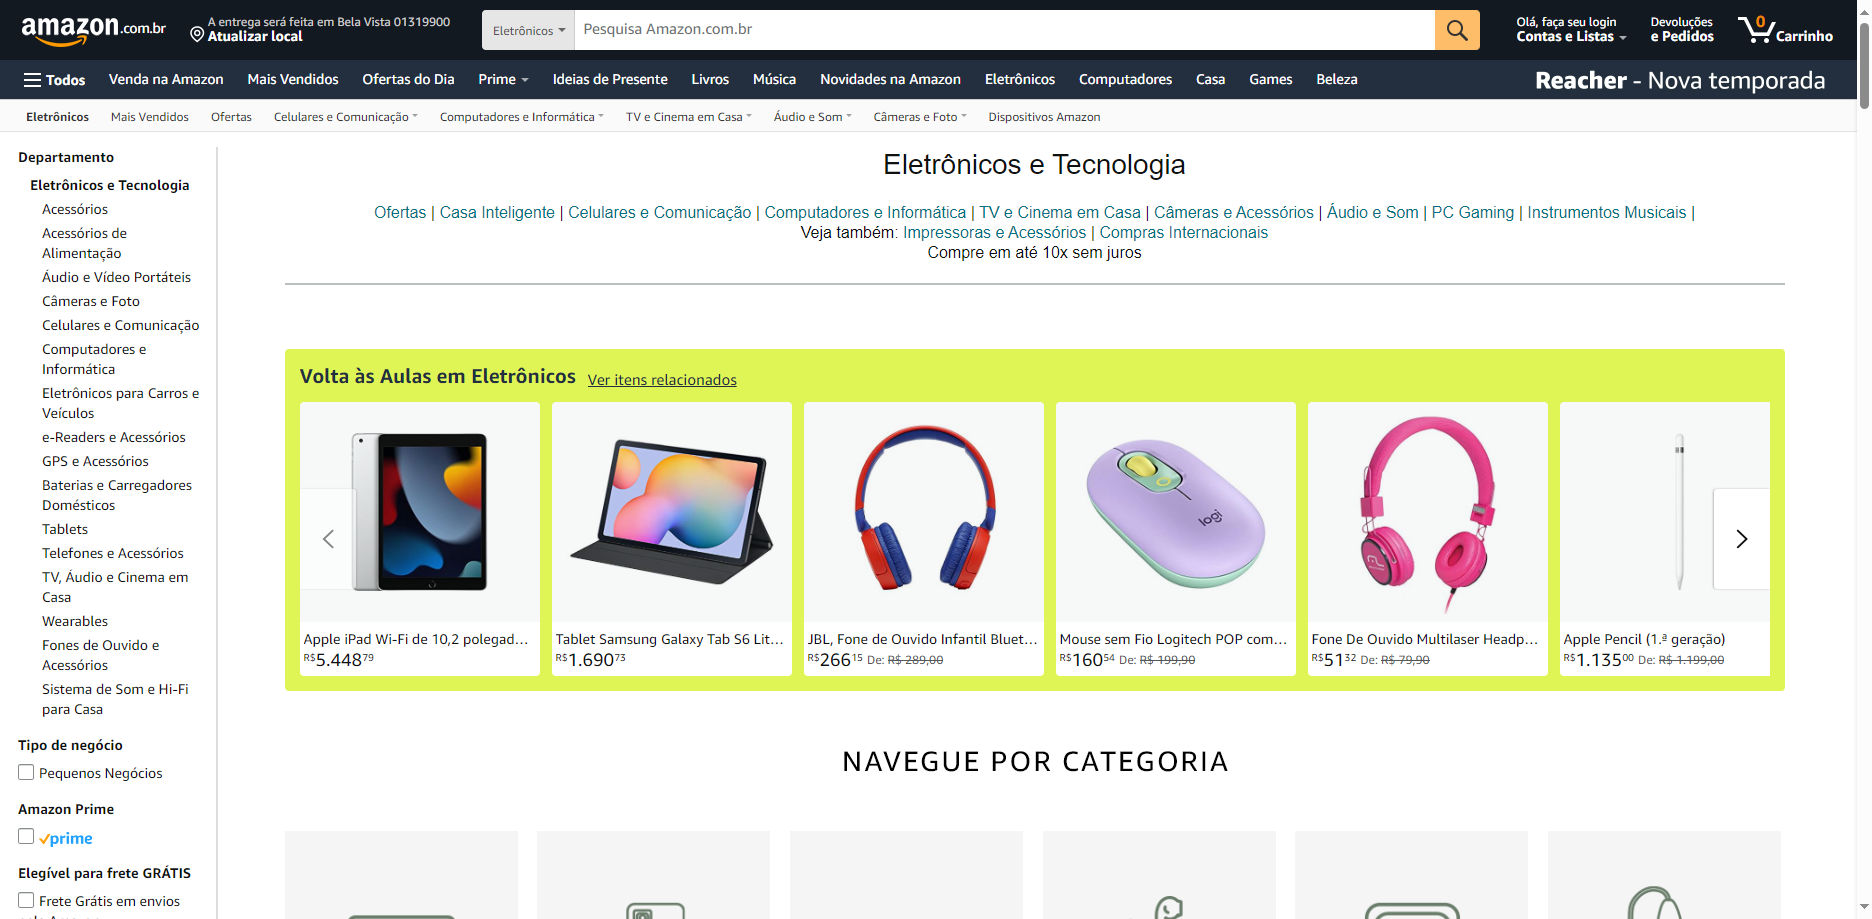 amazon.com.br
A entrega será feita em Bela Vista 01319900
Atualizar local
Eletrônicos
Pesquisa Amazon.com.br
Olá, faça seu login
Contas e Listas
Devoluções
e Pedidos
0
Carrinho
Todos
Venda na Amazon
Mais Vendidos
Ofertas do Dia
Prime
Ideias de Presente
Livros
Música
Novidades na Amazon
Eletrônicos
Computadores
Casa
Games
Beleza
Reacher - Nova temporada
Eletrônicos
Mais Vendidos
Ofertas
Celulares e Comunicação
Computadores e Informática
TV e Cinema em Casa
Áudio e Som
Câmeras e Foto
Dispositivos Amazon
Departamento
Eletrônicos e Tecnologia
Acessórios
Acessórios de
Alimentação
Áudio e Vídeo Portáteis
Câmeras e Foto
Celulares e Comunicação
Computadores e
Informática
Eletrônicos para Carros e
Veículos
e-Readers e Acessórios
GPS e Acessórios
Baterias e Carregadores
Domésticos
Tablets
Telefones e Acessórios
TV, Áudio e Cinema em
Casa
Wearables
Fones de Ouvido e
Acessórios
Sistema de Som e Hi-Fi
para Casa
Tipo de negócio
Pequenos Negócios
Amazon Prime
prime
Elegível para frete GRÁTIS
Frete Grátis em envios
Eletrônicos e Tecnologia
Ofertas | Casa Inteligente | Celulares e Comunicação | Computadores e Informática | TV e Cinema em Casa | Câmeras e Acessórios | Áudio e Som | PC Gaming | Instrumentos Musicais |
Veja também: Impressoras e Acessórios | Compras Internacionais
Compre em até 10x sem juros
Volta às Aulas em Eletrônicos
Ver itens relacionados
logi
Apple iPad Wi-Fi de 10,2 polegad...
R$5.44879
Tablet Samsung Galaxy Tab S6 Lit...
R$1.69073
JBL, Fone de Ouvido Infantil Bluet...
R$26615 De: R$ 289,00
Mouse sem Fio Logitech POP com...
R$16054 De: R$ 199,90
Fone De Ouvido Multilaser Headp...
R$5132 De: R$ 79,90
Apple Pencil (1.ª geração)
R$1.13500 De: R$ 1.199,00
NAVEGUE POR CATEGORIA